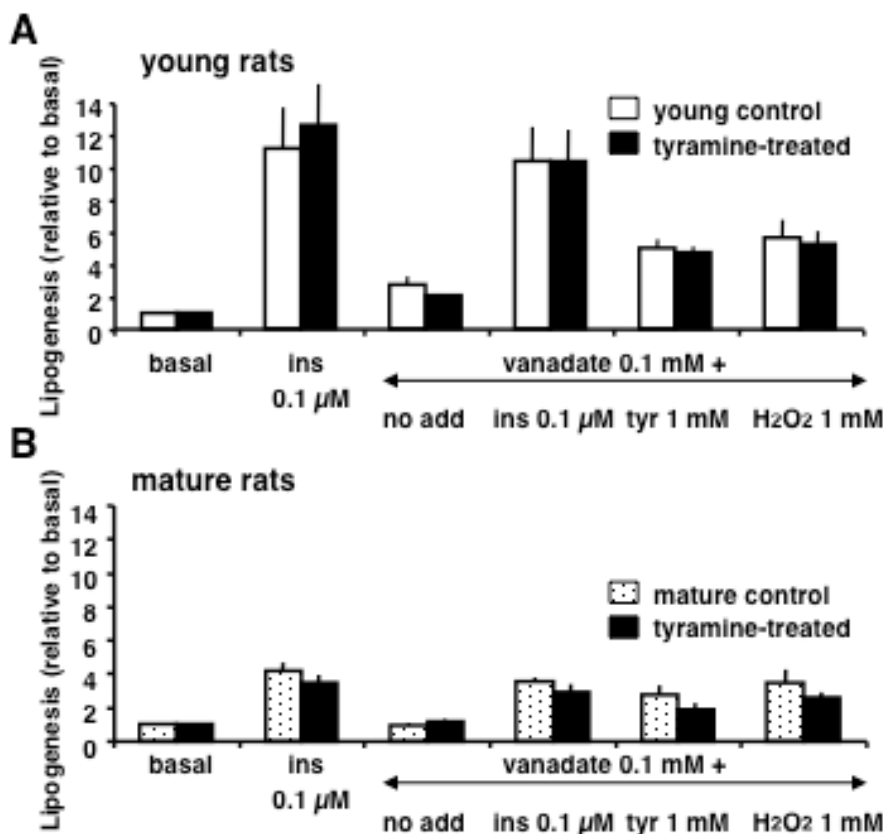 A
young rats
Lipogenesis (relative to basal)
14
12
10
8
6
4
2
0
young control
tyramine-treated
basal
ins
0.1 µM
vanadate 0.1 mM +
no add
ins 0.1 µM
tyr 1 mM
H2O2 1 mM
B
mature rats
Lipogenesis (relative to basal)
14
12
10
8
6
4
2
0
mature control
tyramine-treated
basal
ins
0.1 µM
vanadate 0.1 mM +
no add
ins 0.1 µM
tyr 1 mM
H2O2 1 mM